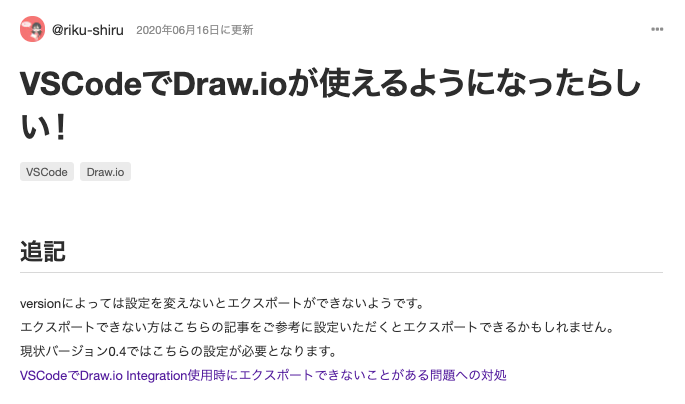 @riku-shiru 2020年06月16日に更新
VSCodeでDraw.ioが使えるようになったらし
い！
VSCode Draw.io
追記
versionによっては設定を変えないとエクスポートができないようです。
エクスポートできない方はこちらの記事をご参考に設定いただくとエクスポートできるかもしれません。
現状バージョン0.4ではこちらの設定が必要となります。
VSCodeでDraw.io Integration使用時にエクスポートできないことがある問題への対処